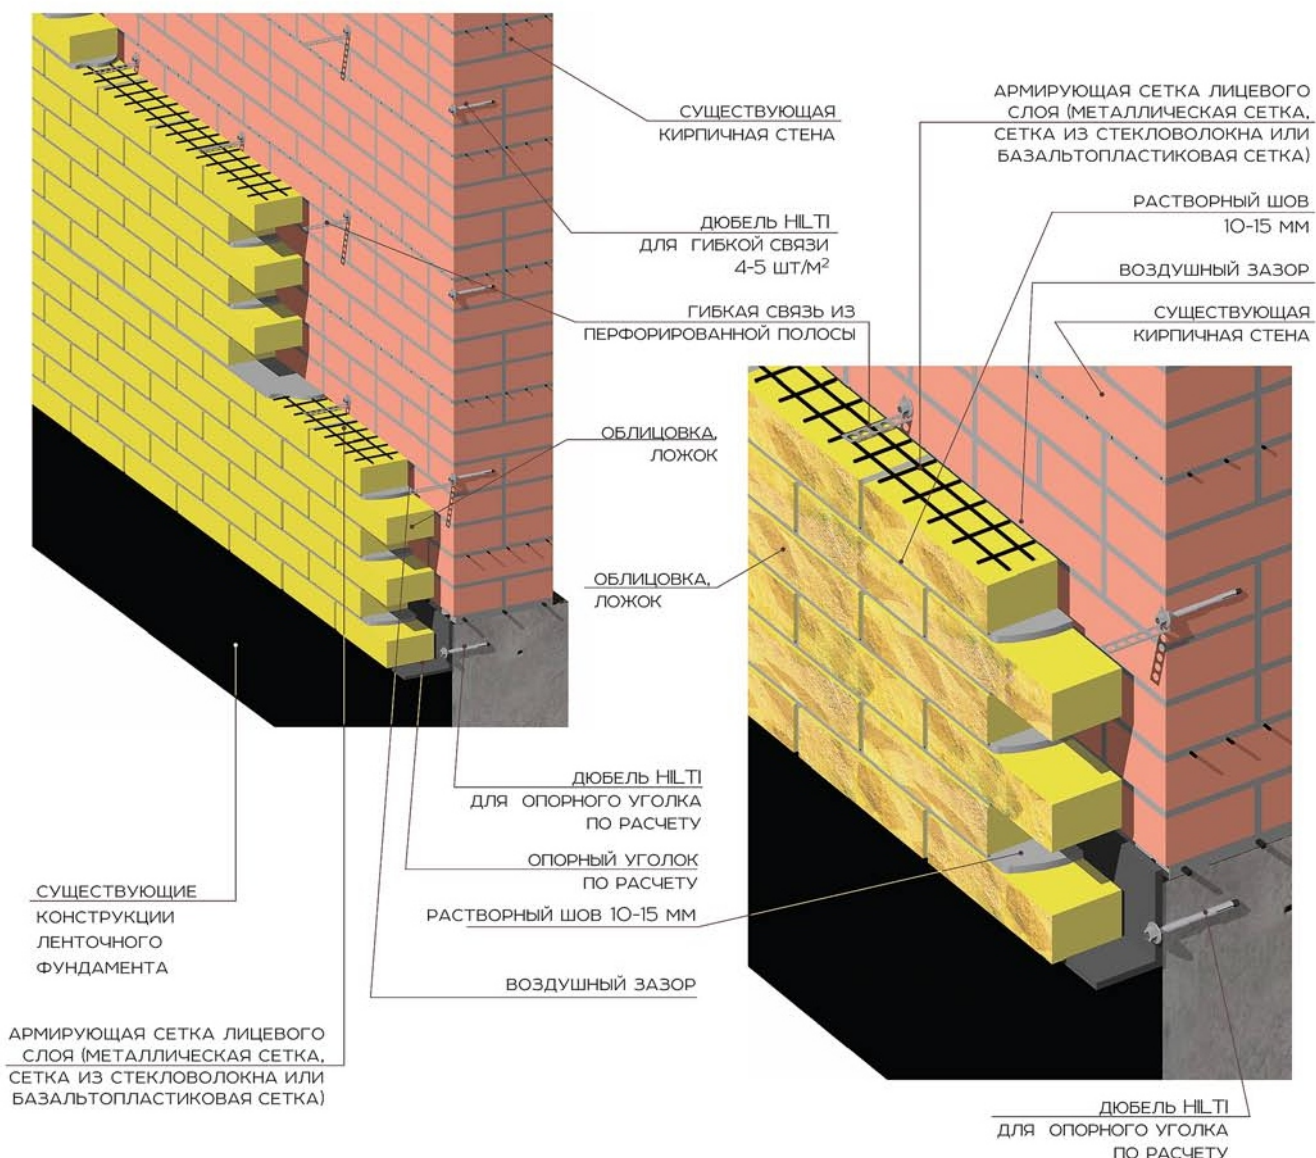 СУЩЕСТВУЮЩАЯ
КИРПИЧНАЯ СТЕНА
ДЮБЕЛЬ HILTI
ДЛЯ ГИБКОЙ СВЯЗИ
4-5 ШТ/М²
ГИБКАЯ СВЯЗЬ ИЗ
ПЕРФОРИРОВАННОЙ ПОЛОСЫ
ОБЛИЦОВКА,
ЛОЖОК
ОБЛИЦОВКА,
ЛОЖОК
ДЮБЕЛЬ HILTI
ДЛЯ ОПОРНОГО УГОЛКА
ПО РАСЧЕТУ
ОПОРНЫЙ УГОЛОК
ПО РАСЧЕТУ
РАСТВОРНЫЙ ШОВ 10-15 ММ
ВОЗДУШНЫЙ ЗАЗОР
СУЩЕСТВУЮЩИЕ
КОНСТРУКЦИИ
ЛЕНТОЧНОГО
ФУНДАМЕНТА
АРМИРУЮЩАЯ СЕТКА ЛИЦЕВОГО
СЛОЯ (МЕТАЛЛИЧЕСКАЯ СЕТКА,
СЕТКА ИЗ СТЕКЛОВОЛОКНА ИЛИ
БАЗАЛЬТОПЛАСТИКОВАЯ СЕТКА)
АРМИРУЮЩАЯ СЕТКА ЛИЦЕВОГО
СЛОЯ (МЕТАЛЛИЧЕСКАЯ СЕТКА,
СЕТКА ИЗ СТЕКЛОВОЛОКНА ИЛИ
БАЗАЛЬТОПЛАСТИКОВАЯ СЕТКА)
РАСТВОРНЫЙ ШОВ
10-15 ММ
ВОЗДУШНЫЙ ЗАЗОР
СУЩЕСТВУЮЩАЯ
КИРПИЧНАЯ СТЕНА
ДЮБЕЛЬ HILTI
ДЛЯ ОПОРНОГО УГОЛКА
ПО РАСЧЕТУ